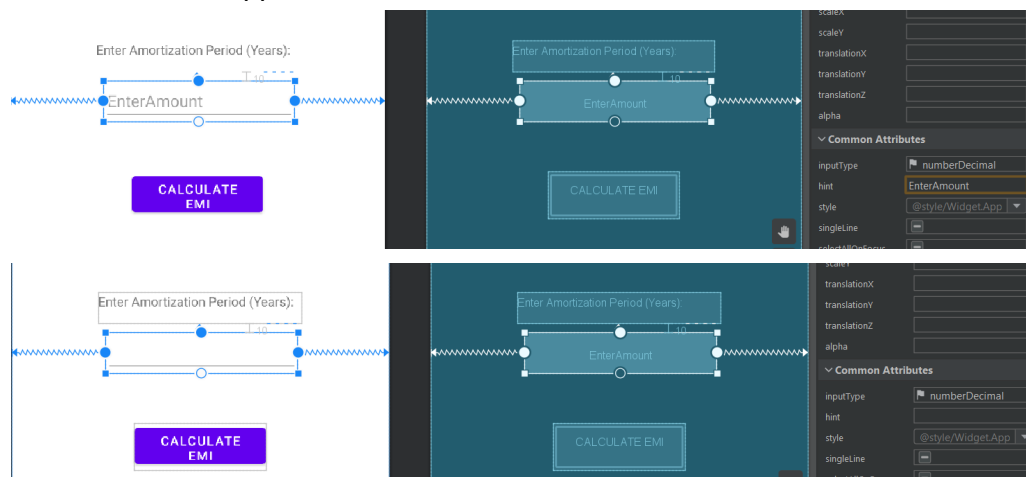 scaleX
Enter Amortization Period (Years):
Enter Amortization Period (Years):
scaleY
translationX
10
10
translationY
translationZ
EnterAmount
EnterAmount
alpha
Common Attributes
inputType
numberDecimal
CALCULATE
EMI
CALCULATE EMI
hint
EnterAmount
style
@style/Widget.App
singleLine
selectAllOnFocus
scaleY
translationX
Enter Amortization Period (Years):
Enter Amortization Period (Years):
translationY
10
10
translationZ
alpha
EnterAmount
Common Attributes
inputType
numberDecimal
hint
CALCULATE
EMI
CALCULATE EMI
style
@style/Widget.App
singleLine